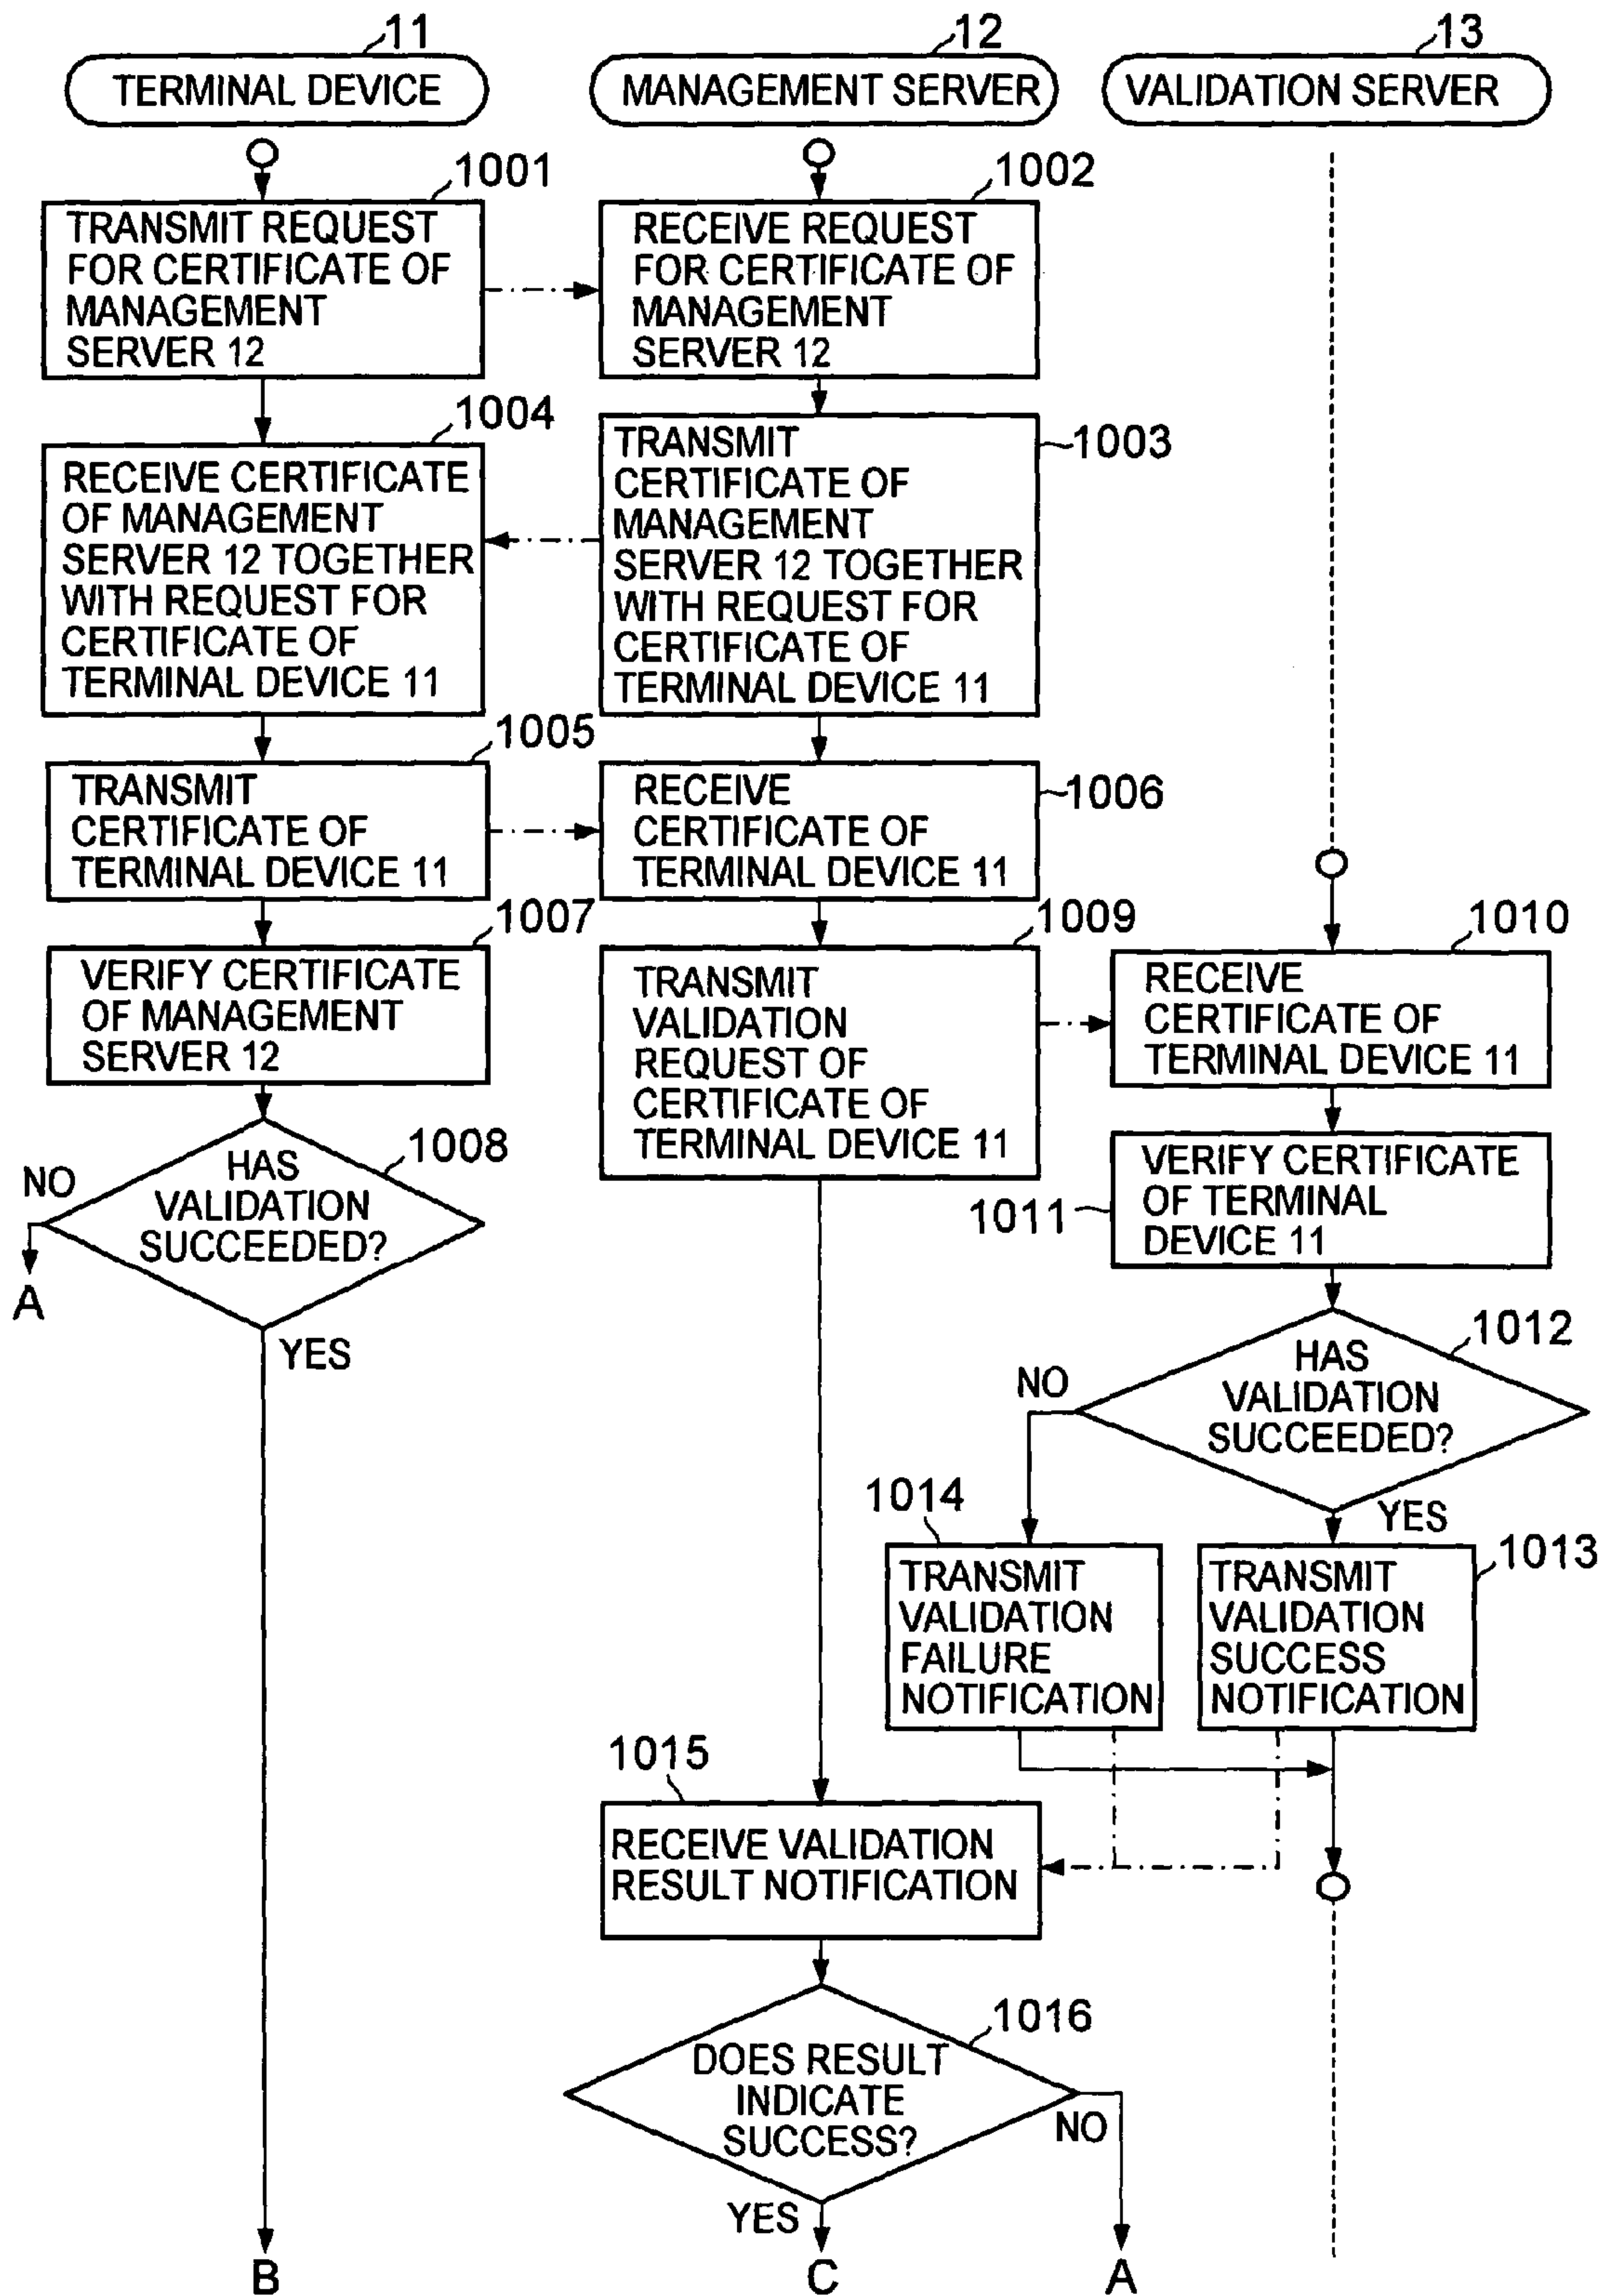 11
TERMINAL DEVICE
12
MANAGEMENT SERVER
13
VALIDATION SERVER
1001
TRANSMIT REQUEST
FOR CERTIFICATE OF
MANAGEMENT
SERVER 12
1002
RECEIVE REQUEST
FOR CERTIFICATE OF
MANAGEMENT
SERVER 12
1004
RECEIVE CERTIFICATE
OF MANAGEMENT
SERVER 12 TOGETHER
WITH REQUEST FOR
CERTIFICATE OF
TERMINAL DEVICE 11
1003
TRANSMIT
CERTIFICATE OF
MANAGEMENT
SERVER 12 TOGETHER
WITH REQUEST FOR
CERTIFICATE OF
TERMINAL DEVICE 11
1005
TRANSMIT
CERTIFICATE OF
TERMINAL DEVICE 11
1006
RECEIVE
CERTIFICATE OF
TERMINAL DEVICE 11
1007
VERIFY CERTIFICATE
OF MANAGEMENT
SERVER 12
1009
TRANSMIT
VALIDATION
REQUEST OF
CERTIFICATE OF
TERMINAL DEVICE 11
1010
RECEIVE
CERTIFICATE OF
TERMINAL DEVICE 11
1008
HAS
VALIDATION
SUCCEEDED?
NO
A
YES
1011
VERIFY CERTIFICATE
OF TERMINAL
DEVICE 11
1012
HAS
VALIDATION
SUCCEEDED?
NO
YES
1014
TRANSMIT
VALIDATION
FAILURE
NOTIFICATION
1013
TRANSMIT
VALIDATION
SUCCESS
NOTIFICATION
1015
RECEIVE VALIDATION
RESULT NOTIFICATION
1016
DOES RESULT
INDICATE
SUCCESS?
NO
YES
B
C
A